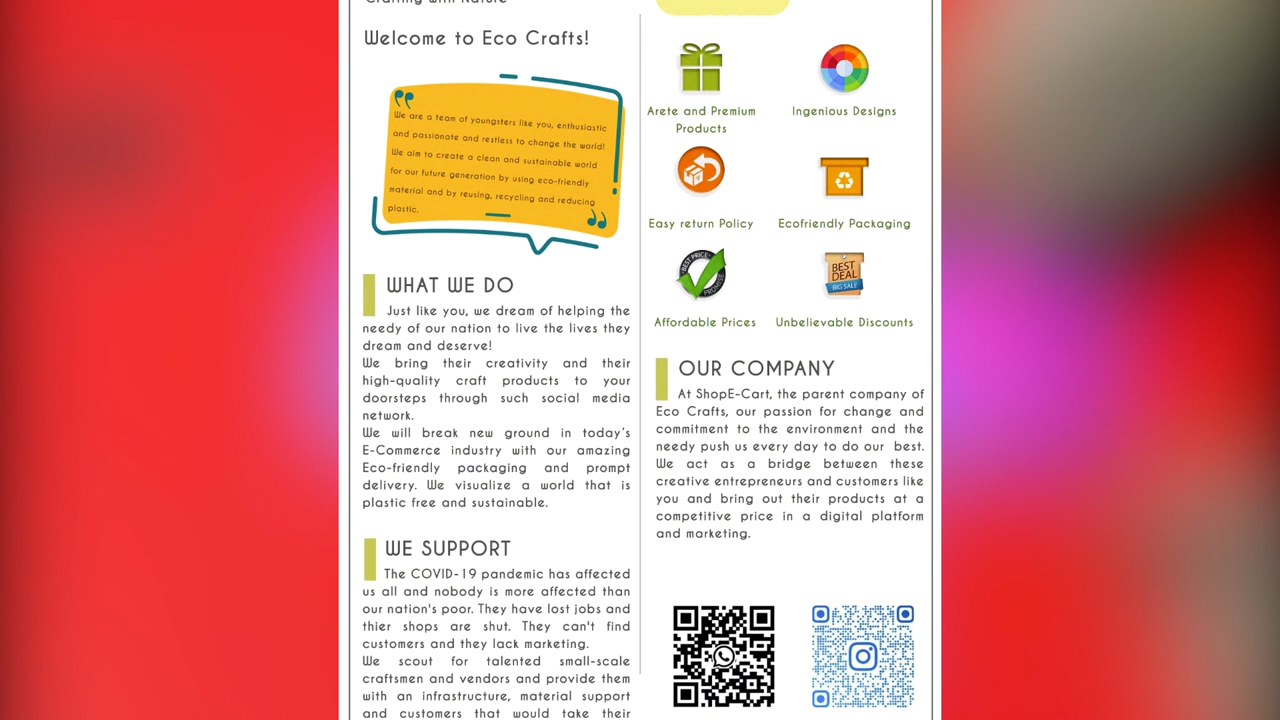 Crafting with Nature
Welcome to Eco Crafts!
We are a team of youngsters like you, enthusiastic
and passionate and restless to change the world!
We aim to create a clean and sustainable world
for our future generation by using eco-friendly
material and by reusing, recycling and reducing
plastic.
WHAT WE DO
Just like you, we dream of helping the
needy of our nation to live the lives they
dream and deserve!
We bring their creativity and their
high-quality craft products to your
doorsteps through such social media
network.
We will break new ground in today's
E-Commerce industry with our amazing
Eco-friendly packaging and prompt
delivery. We visualize a world that is
plastic free and sustainable.
WE SUPPORT
The COVID-19 pandemic has affected
us all and nobody is more affected than
our nation's poor. They have lost jobs and
thier shops are shut. They can't find
customers and they lack marketing.
We scout for talented small-scale
craftsmen and vendors and provide them
with an infrastructure, material support
and customers that would take their
Arete and Premium
Products
Ingenious Designs
Easy return Policy
Ecofriendly Packaging
BEST PRICE
PROMISE
BEST
DEAL
BIG SALE
Affordable Prices
Unbelievable Discounts
OUR COMPANY
At ShopE-Cart, the parent company of
Eco Crafts, our passion for change and
commitment to the environment and the
needy push us every day to do our best.
We act as a bridge between these
creative entrepreneurs and customers like
you and bring out their products at a
competitive price in a digital platform
and marketing.